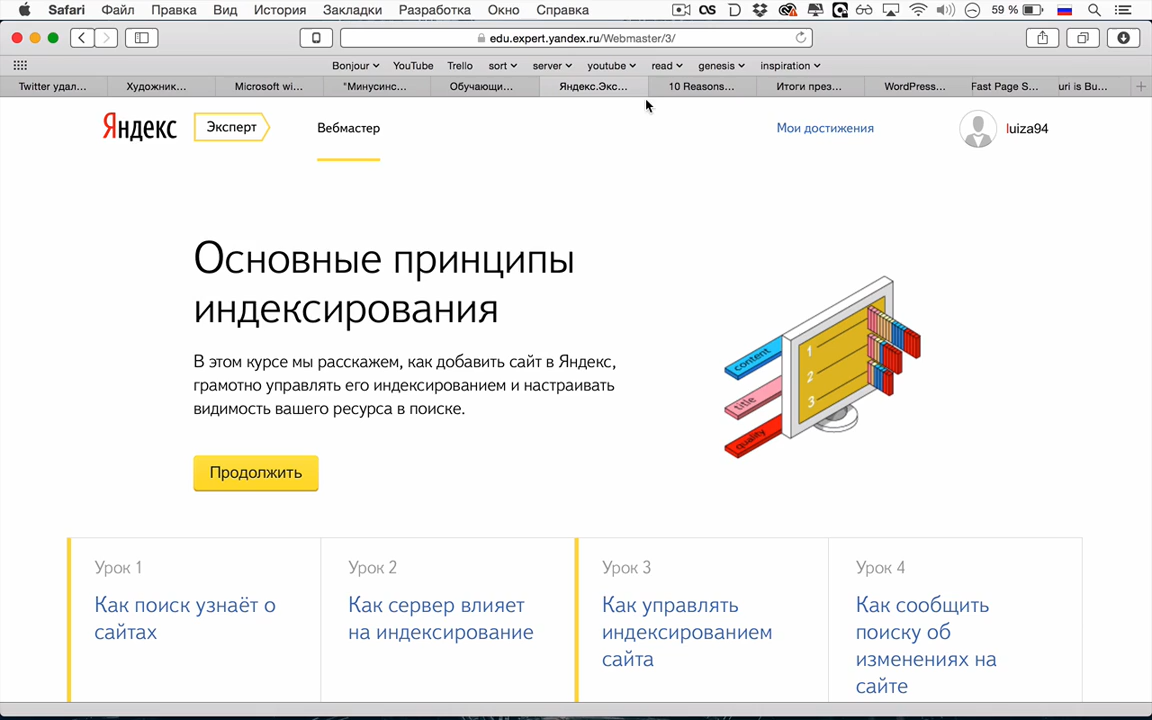 Safari Файл Правка Вид История Закладки Разработка Окно Справка 59 %
edu.expert.yandex.ru/Webmaster/3/
Bonjour YouTube Trello sort server youtube read genesis inspiration
Twitter удал... Художник... Microsoft wi... "Минусинс... Обучающи... Яндекс.Экс... 10 Reasons... Итоги през... WordPress... Fast Page S... uri is Bu...
Яндекс Эксперт Вебмастер Мои достижения luiza94
Основные принципы
индексирования
В этом курсе мы расскажем, как добавить сайт в Яндекс,
грамотно управлять его индексированием и настраивать
видимость вашего ресурса в поиске.
content
title
quality
1
2
3
Продолжить
Урок 1
Как поиск узнаёт о
сайтах
Урок 2
Как сервер влияет
на индексирование
Урок 3
Как управлять
индексированием
сайта
Урок 4
Как сообщить
поиску об
изменениях на
сайте